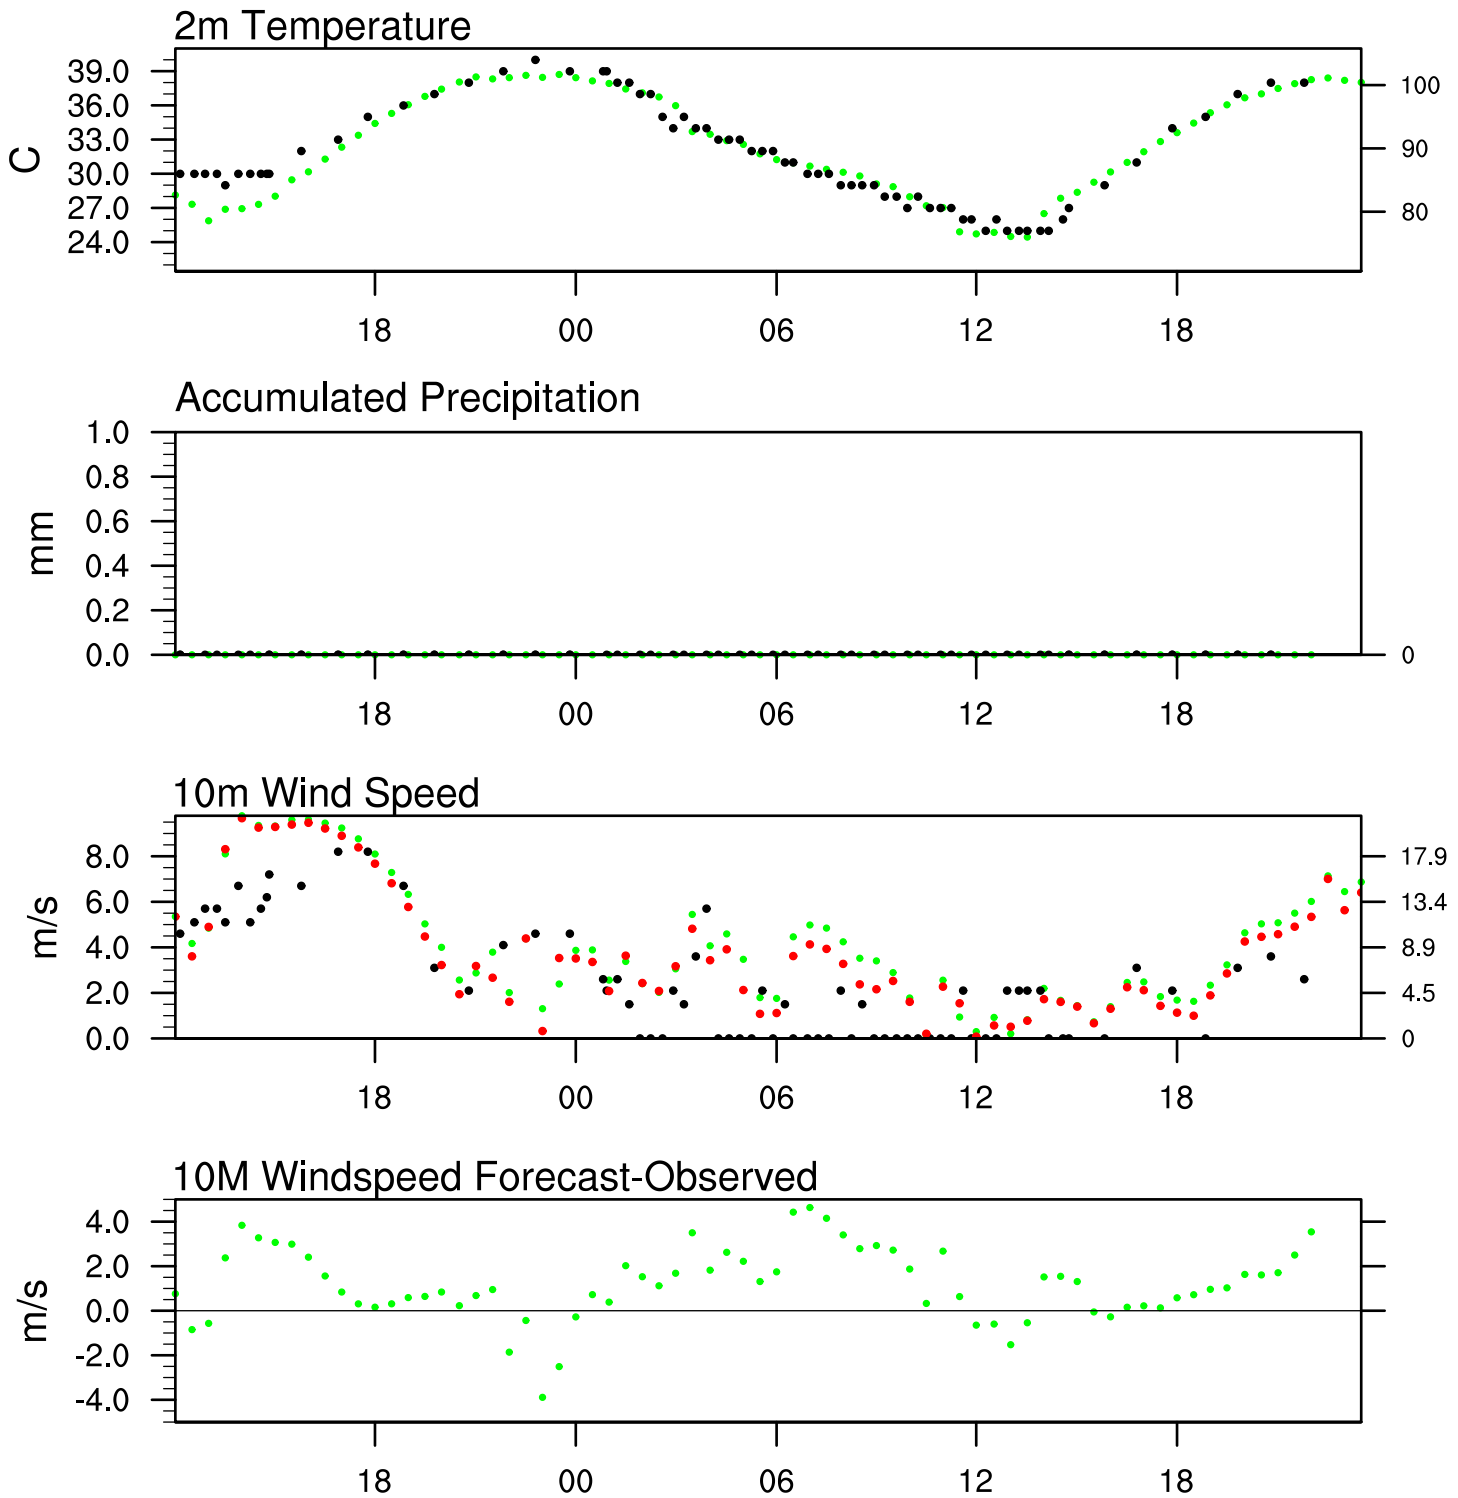 2m Temperature
39.0
36.0
33.0
30.0
27.0
24.0
C
100
90
80
18 00 06 12 18
Accumulated Precipitation
1.0
0.8
0.6
0.4
0.2
0.0
mm
0
18 00 06 12 18
10m Wind Speed
8.0
6.0
4.0
2.0
0.0
m/s
17.9
13.4
8.9
4.5
0
18 00 06 12 18
10M Windspeed Forecast-Observed
4.0
2.0
0.0
-2.0
-4.0
m/s
18 00 06 12 18